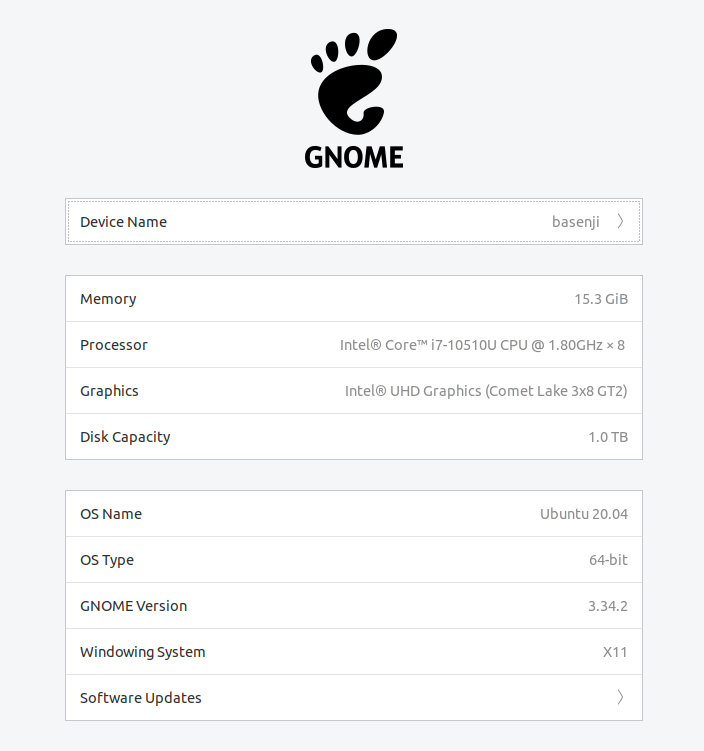 GNOME
Device Name basenji
Memory 15.3 GiB
Processor Intel® Core™ i7-10510U CPU @ 1.80GHz × 8
Graphics Intel® UHD Graphics (Comet Lake 3x8 GT2)
Disk Capacity 1.0 TB
OS Name Ubuntu 20.04
OS Type 64-bit
GNOME Version 3.34.2
Windowing System X11
Software Updates